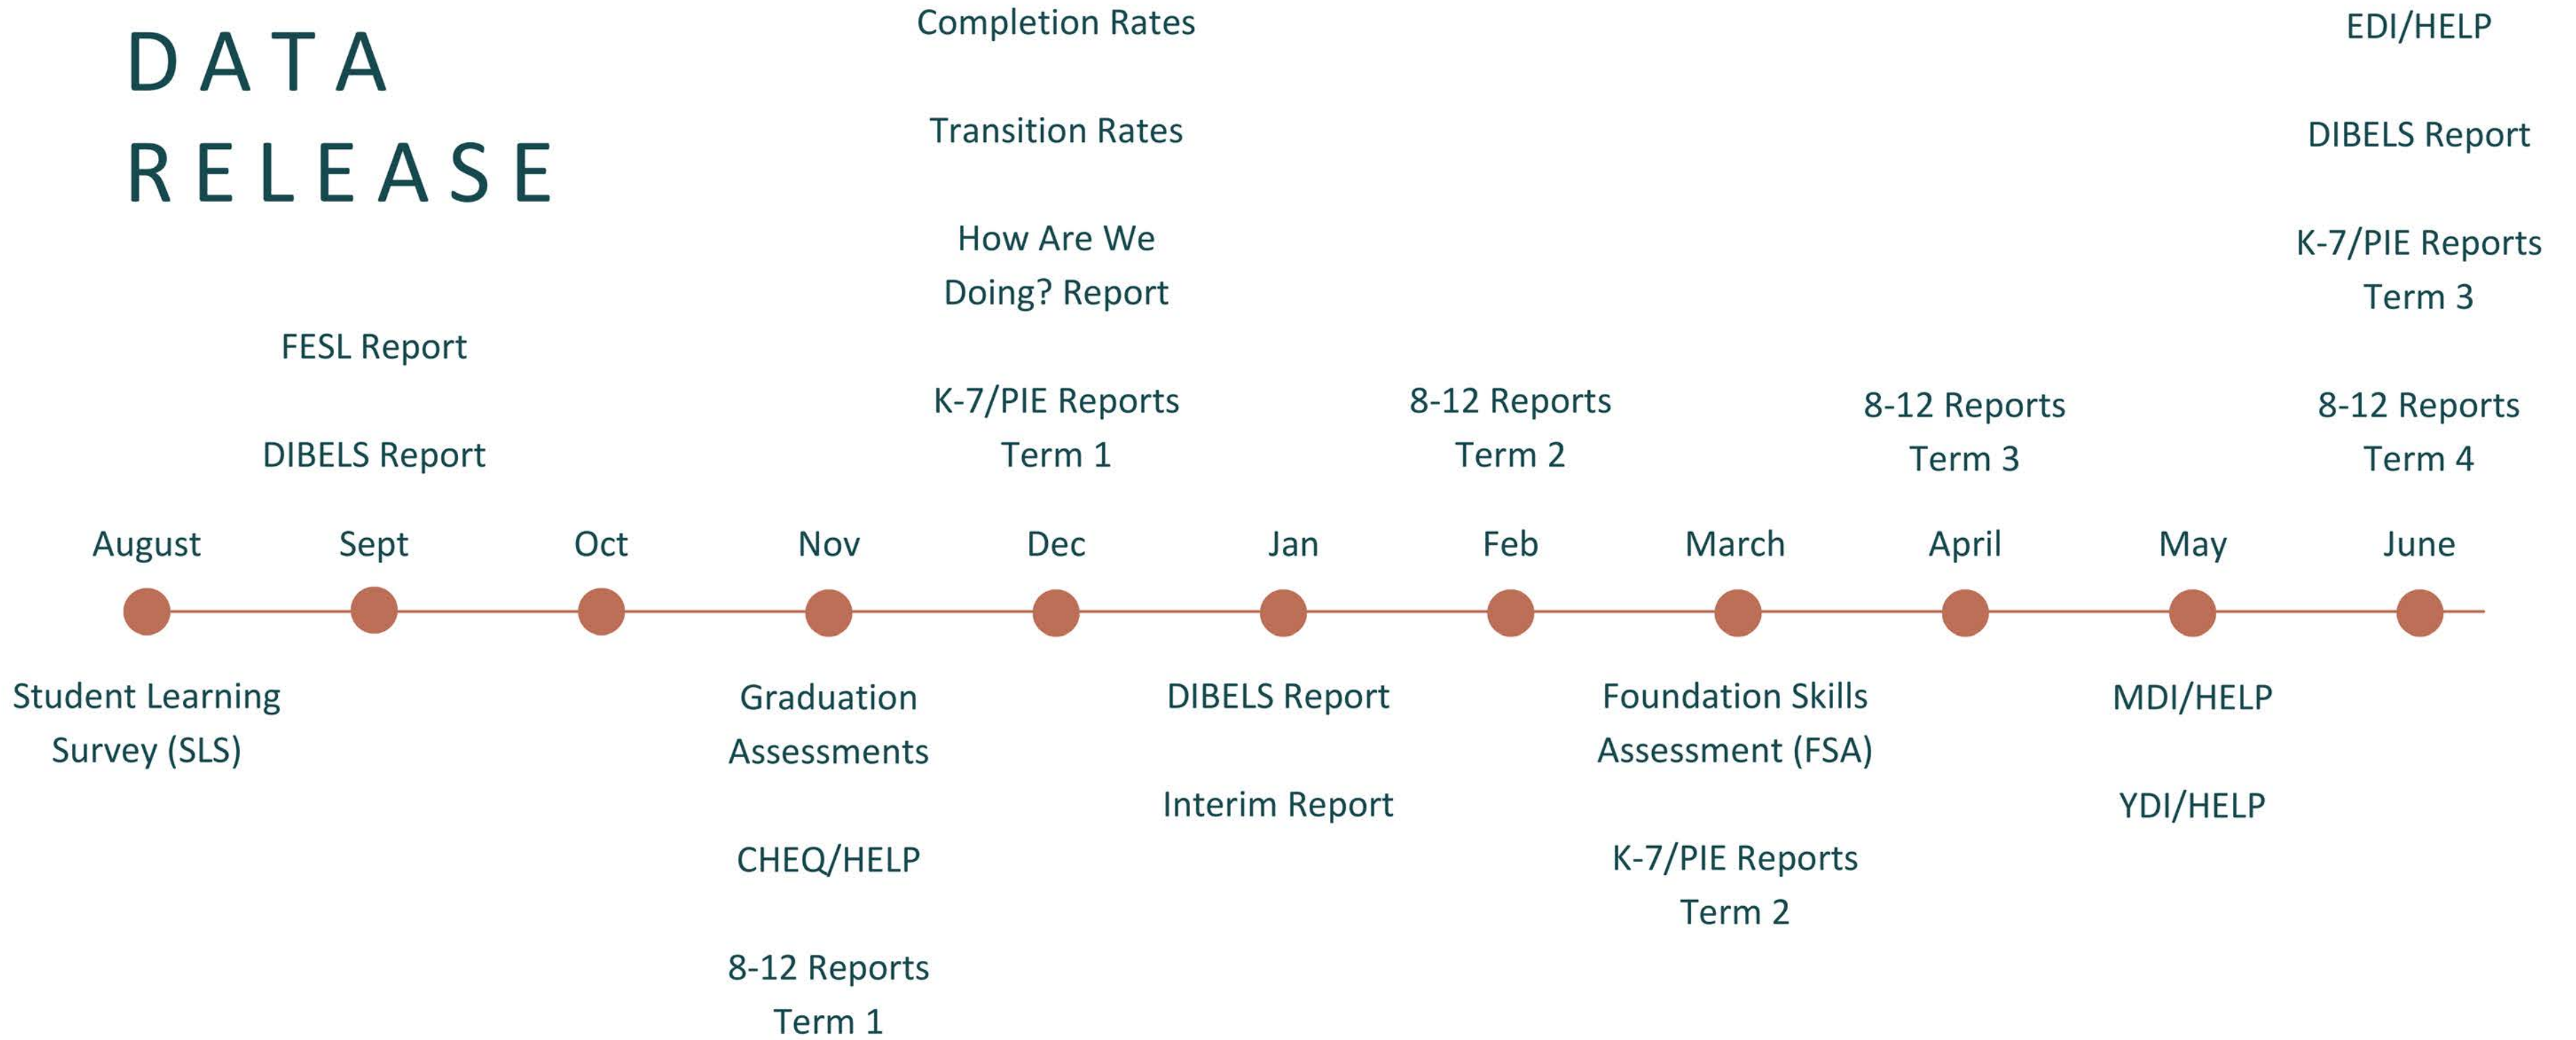 DATA
RELEASE
Completion Rates
Transition Rates
How Are We
Doing? Report
K-7/PIE Reports
Term 1
EDI/HELP
DIBELS Report
K-7/PIE Reports
Term 3
8-12 Reports
Term 4
FESL Report
DIBELS Report
8-12 Reports
Term 2
8-12 Reports
Term 3
August
Sept
Oct
Nov
Dec
Jan
Feb
March
April
May
June
Student Learning
Survey (SLS)
Graduation
Assessments
CHEQ/HELP
8-12 Reports
Term 1
DIBELS Report
Interim Report
Foundation Skills
Assessment (FSA)
K-7/PIE Reports
Term 2
MDI/HELP
YDI/HELP